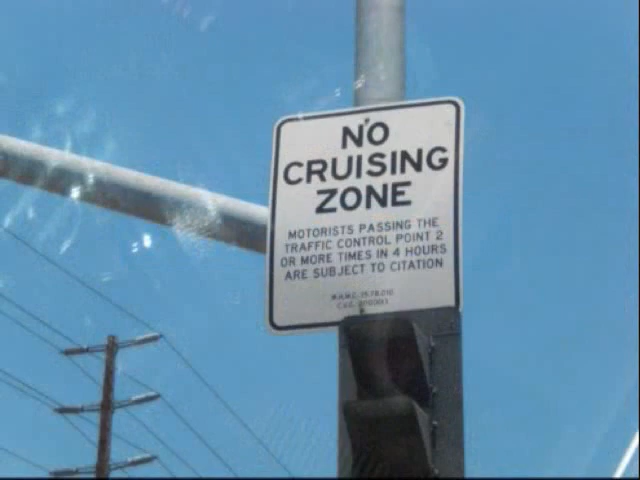 NO
CRUISING
ZONE
MOTORISTS PASSING THE
TRAFFIC CONTROL POINT 2
OR MORE TIMES IN 4 HOURS
ARE SUBJECT TO CITATION